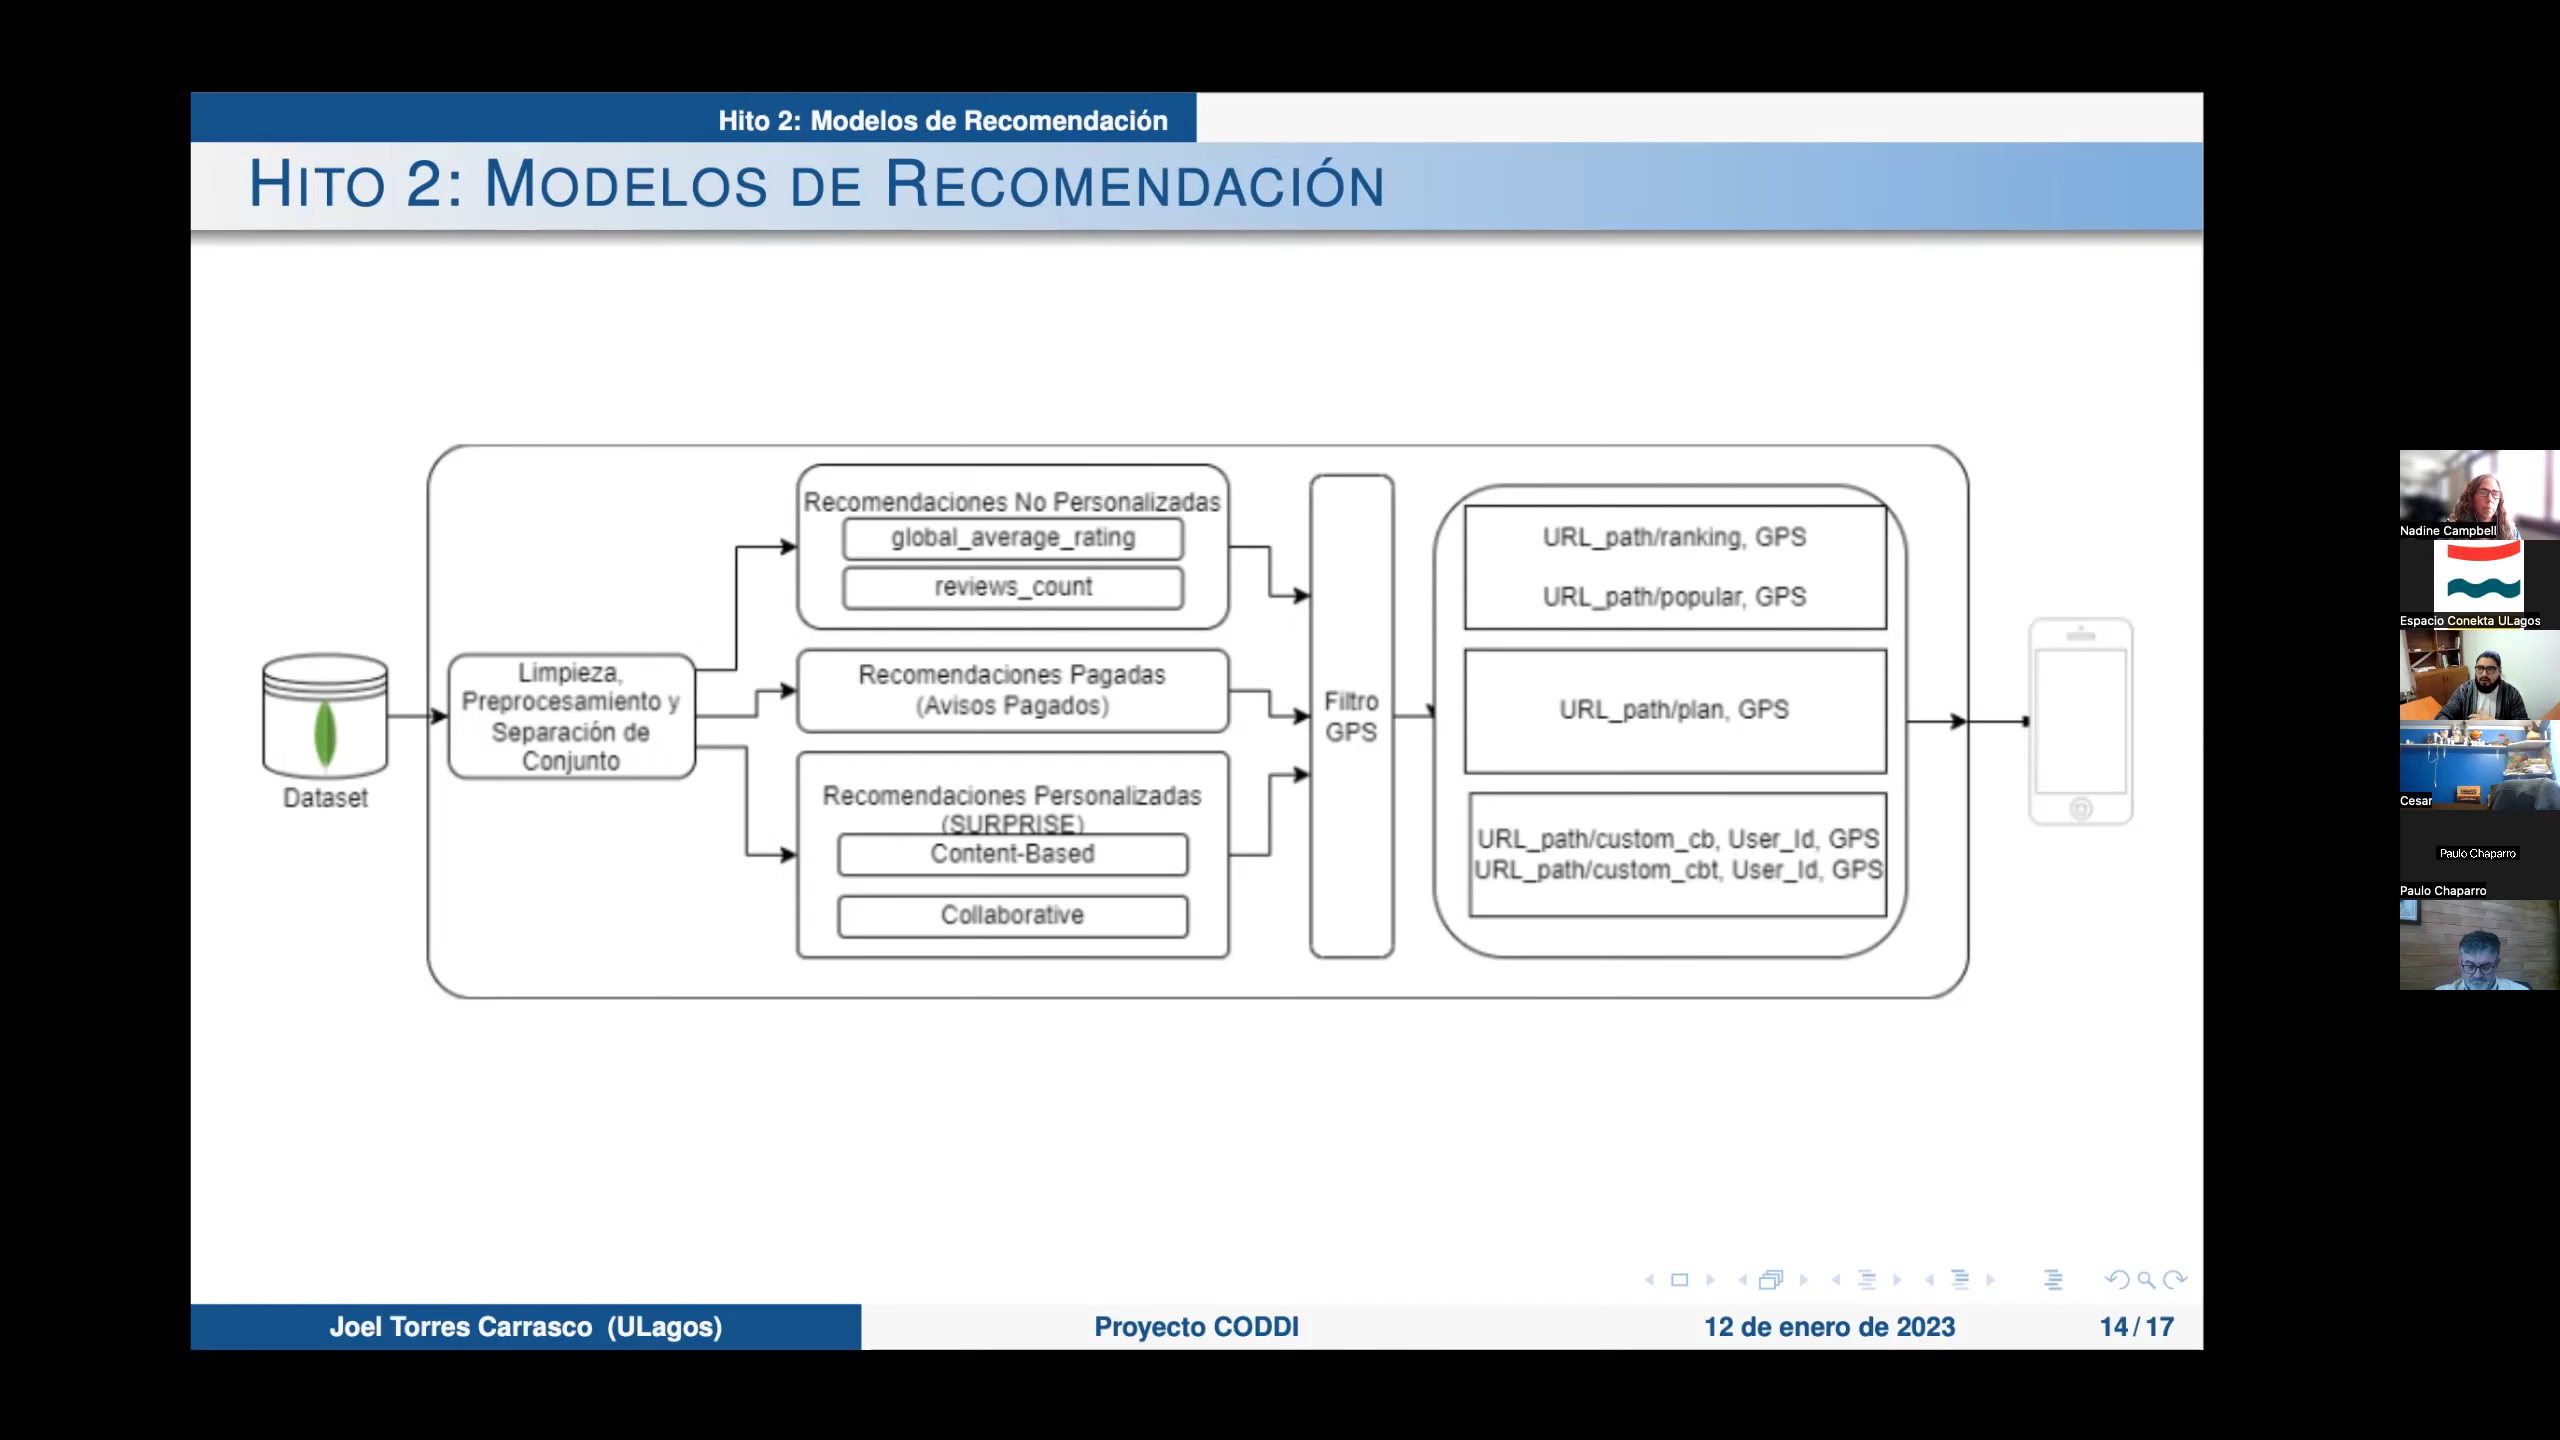 Hito 2: Modelos de Recomendación
HITO 2: MODELOS DE RECOMENDACIÓN
Dataset
Limpieza,
Preprocesamiento y
Separación de
Conjunto
Recomendaciones No Personalizadas
global_average_rating
reviews_count
Recomendaciones Pagadas
(Avisos Pagados)
Recomendaciones Personalizadas
(SURPRISE)
Content-Based
Collaborative
Filtro
GPS
URL_path/ranking, GPS
URL_path/popular, GPS
URL_path/plan, GPS
URL_path/custom_cb, User_Id, GPS
URL_path/custom_cbt, User_Id, GPS
Joel Torres Carrasco (ULagos)
Proyecto CODDI
12 de enero de 2023
14 / 17
Nadine Campbell
Espacio Conekta ULagos
Cesar
Paulo Chaparro
Paulo Chaparro